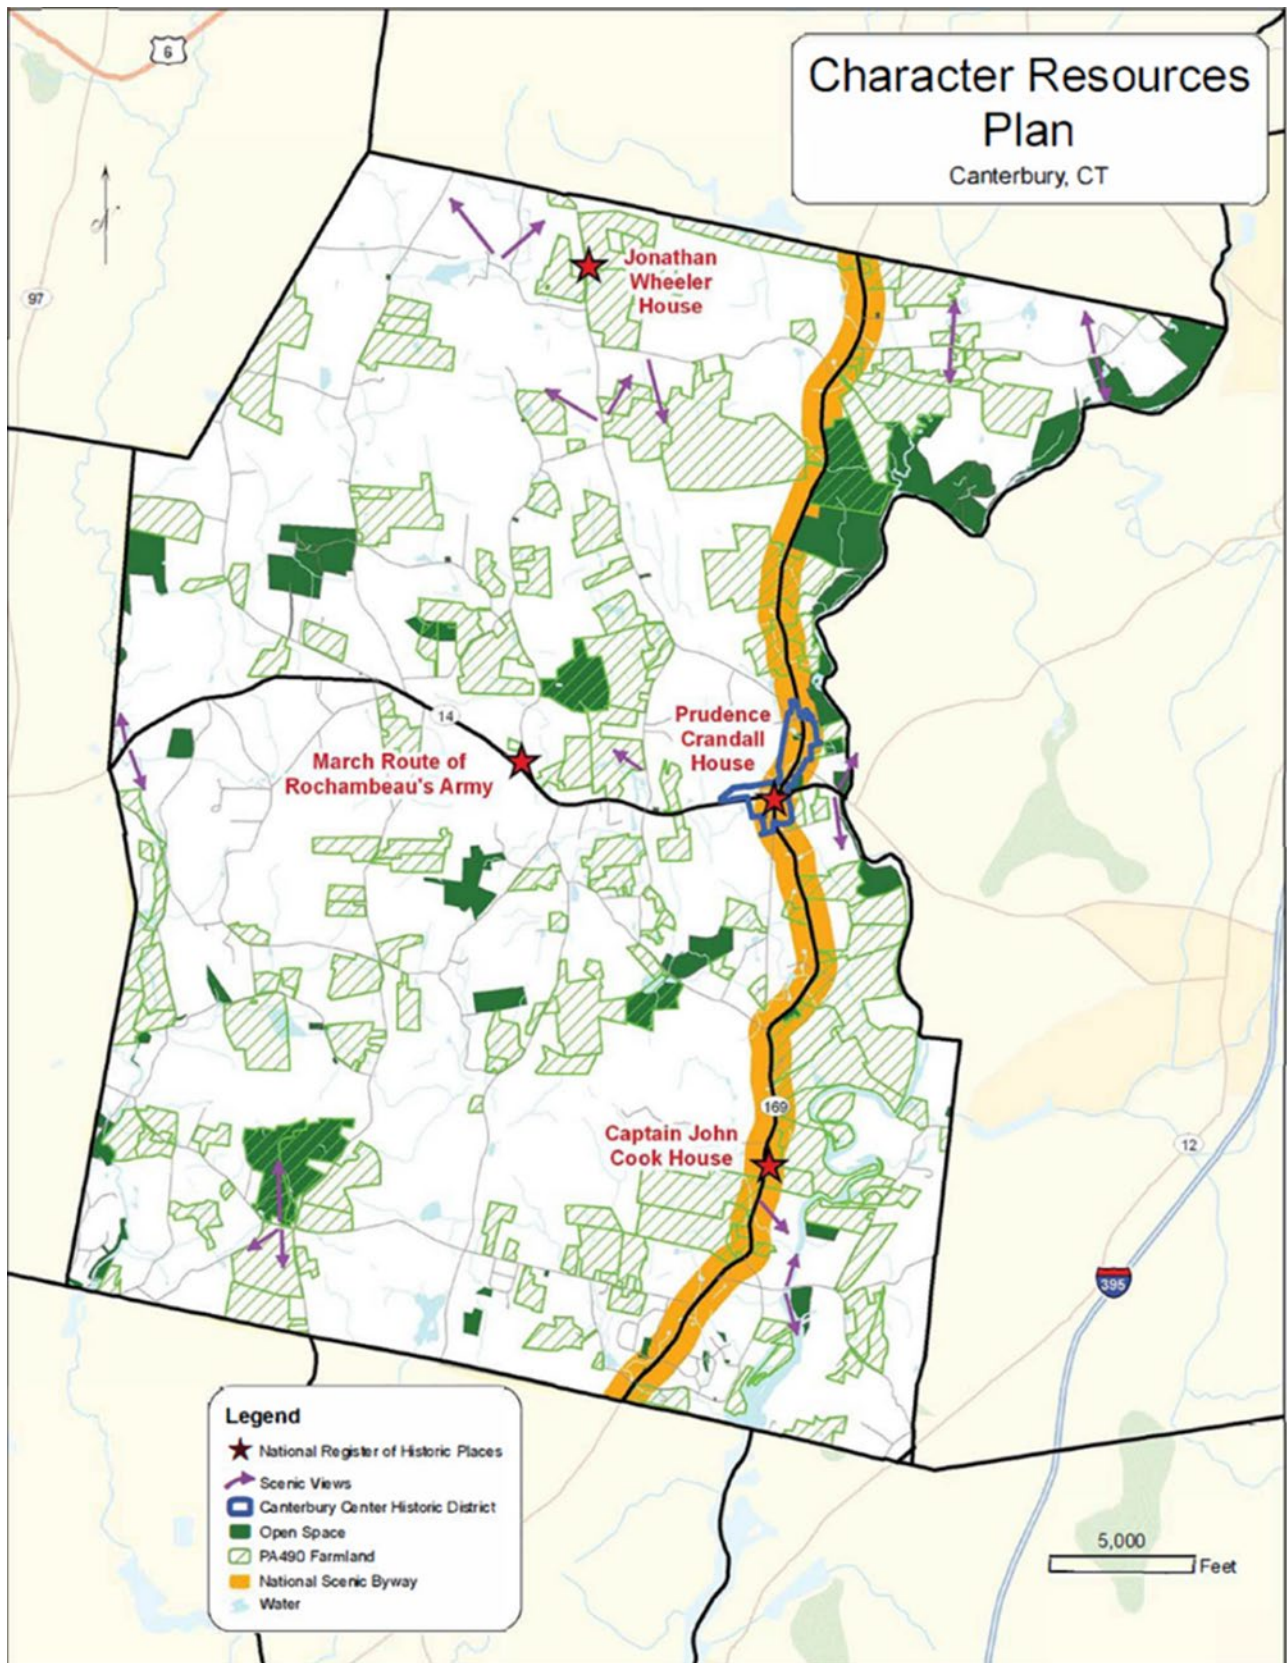 Character Resources
Plan
Canterbury, CT
6
97
N
Jonathan
Wheeler
House
14
March Route of
Rochambeau's Army
Prudence
Crandall
House
169
Captain John
Cook House
12
395
Legend
National Register of Historic Places
Scenic Views
Canterbury Center Historic District
Open Space
PA490 Farmland
National Scenic Byway
Water
5,000
Feet